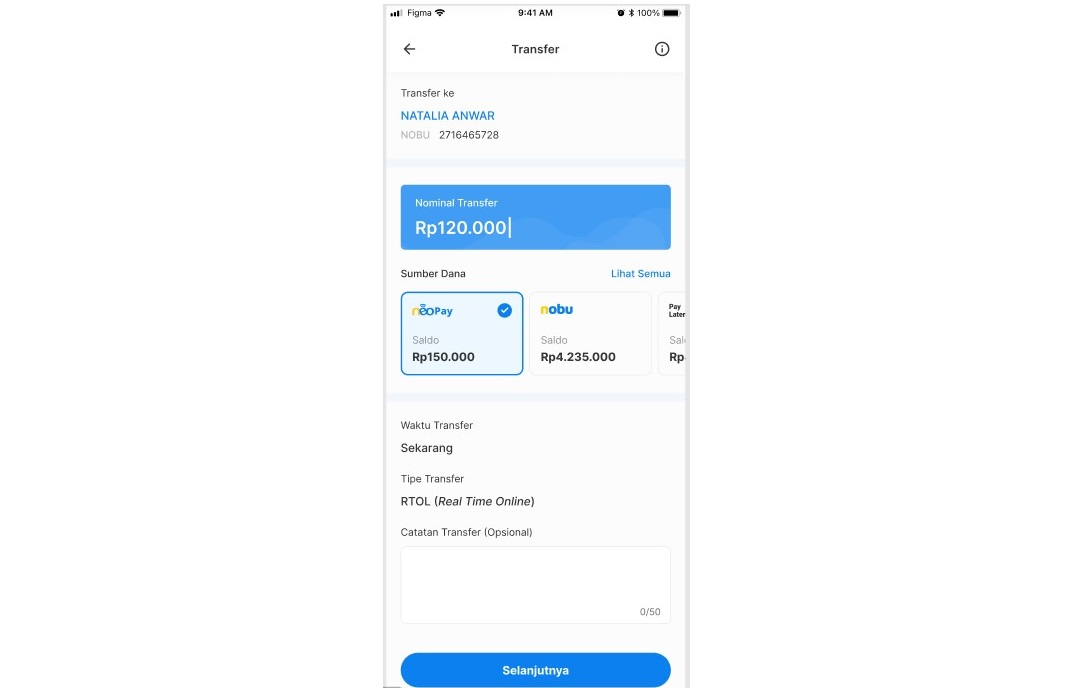 Figma 9:41 AM 100%
Transfer
Transfer ke
NATALIA ANWAR
NOBU 2716465728
Nominal Transfer
Rp120.000
Sumber Dana Lihat Semua
neoPay
Saldo
Rp150.000
nobu
Saldo
Rp4.235.000
Pay
Later
Sal
Rp
Waktu Transfer
Sekarang
Tipe Transfer
RTOL (Real Time Online)
Catatan Transfer (Opsional)
0/50
Selanjutnya